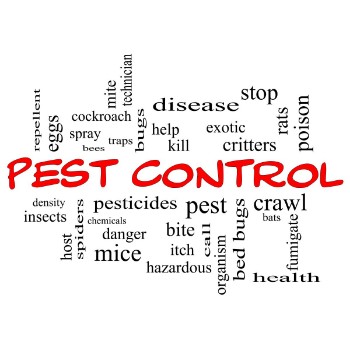 repellent
eggs
mite
technician
cockroach
spray
bees
traps
bugs
disease
help
kill
exotic
stop
critters
rats
poison
PEST CONTROL
density
insects
host
spiders
chemicals
pesticides
danger
mice
pest
bite
itch
hazardous
call
organism
bed bugs
crawl
bats
fumigate
health